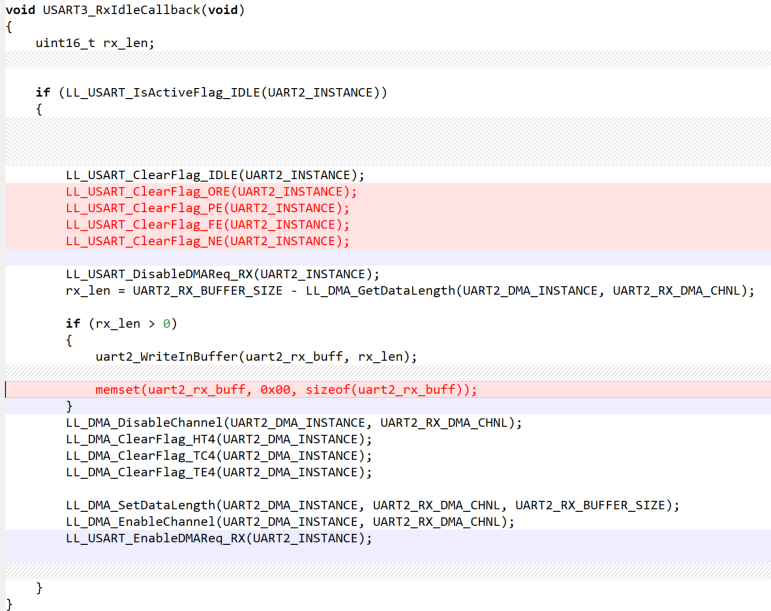 void USART3_RxIdleCallback(void)
{
    uint16_t rx_len;
    if (LL_USART_IsActiveFlag_IDLE(UART2_INSTANCE))
    {
        LL_USART_ClearFlag_IDLE(UART2_INSTANCE);
        LL_USART_ClearFlag_ORE(UART2_INSTANCE);
        LL_USART_ClearFlag_PE(UART2_INSTANCE);
        LL_USART_ClearFlag_FE(UART2_INSTANCE);
        LL_USART_ClearFlag_NE(UART2_INSTANCE);
        LL_USART_DisableDMAReq_RX(UART2_INSTANCE);
        rx_len = UART2_RX_BUFFER_SIZE - LL_DMA_GetDataLength(UART2_DMA_INSTANCE, UART2_RX_DMA_CHNL);
        if (rx_len > 0)
        {
            uart2_WriteInBuffer(uart2_rx_buff, rx_len);
            memset(uart2_rx_buff, 0x00, sizeof(uart2_rx_buff));
        }
        LL_DMA_DisableChannel(UART2_DMA_INSTANCE, UART2_RX_DMA_CHNL);
        LL_DMA_ClearFlag_HT4(UART2_DMA_INSTANCE);
        LL_DMA_ClearFlag_TC4(UART2_DMA_INSTANCE);
        LL_DMA_ClearFlag_TE4(UART2_DMA_INSTANCE);
        LL_DMA_SetDataLength(UART2_DMA_INSTANCE, UART2_RX_DMA_CHNL, UART2_RX_BUFFER_SIZE);
        LL_DMA_EnableChannel(UART2_DMA_INSTANCE, UART2_RX_DMA_CHNL);
        LL_USART_EnableDMAReq_RX(UART2_INSTANCE);
    }
}